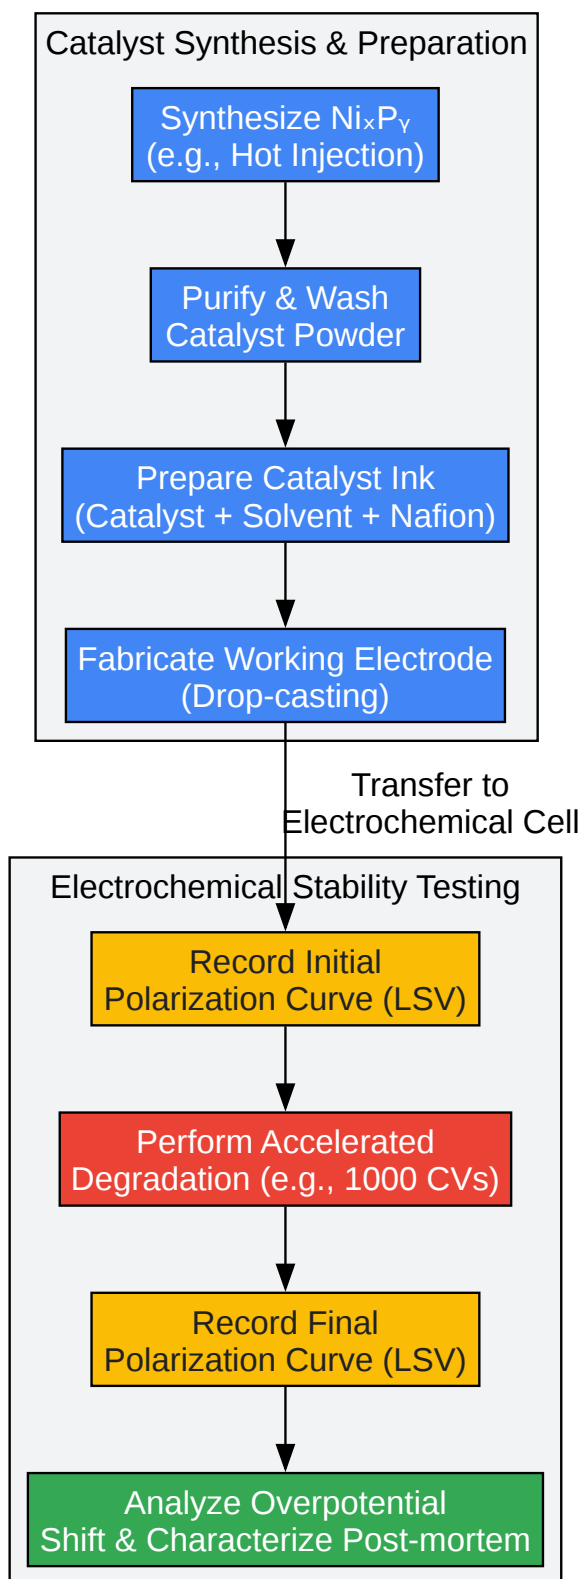 Catalyst Synthesis & Preparation
Synthesize NiₓPᵧ
(e.g., Hot Injection)
Purify & Wash
Catalyst Powder
Prepare Catalyst Ink
(Catalyst + Solvent + Nafion)
Fabricate Working Electrode
(Drop-casting)
Transfer to
Electrochemical Cell
Electrochemical Stability Testing
Record Initial
Polarization Curve (LSV)
Perform Accelerated
Degradation (e.g., 1000 CVs)
Record Final
Polarization Curve (LSV)
Analyze Overpotential
Shift & Characterize Post-mortem